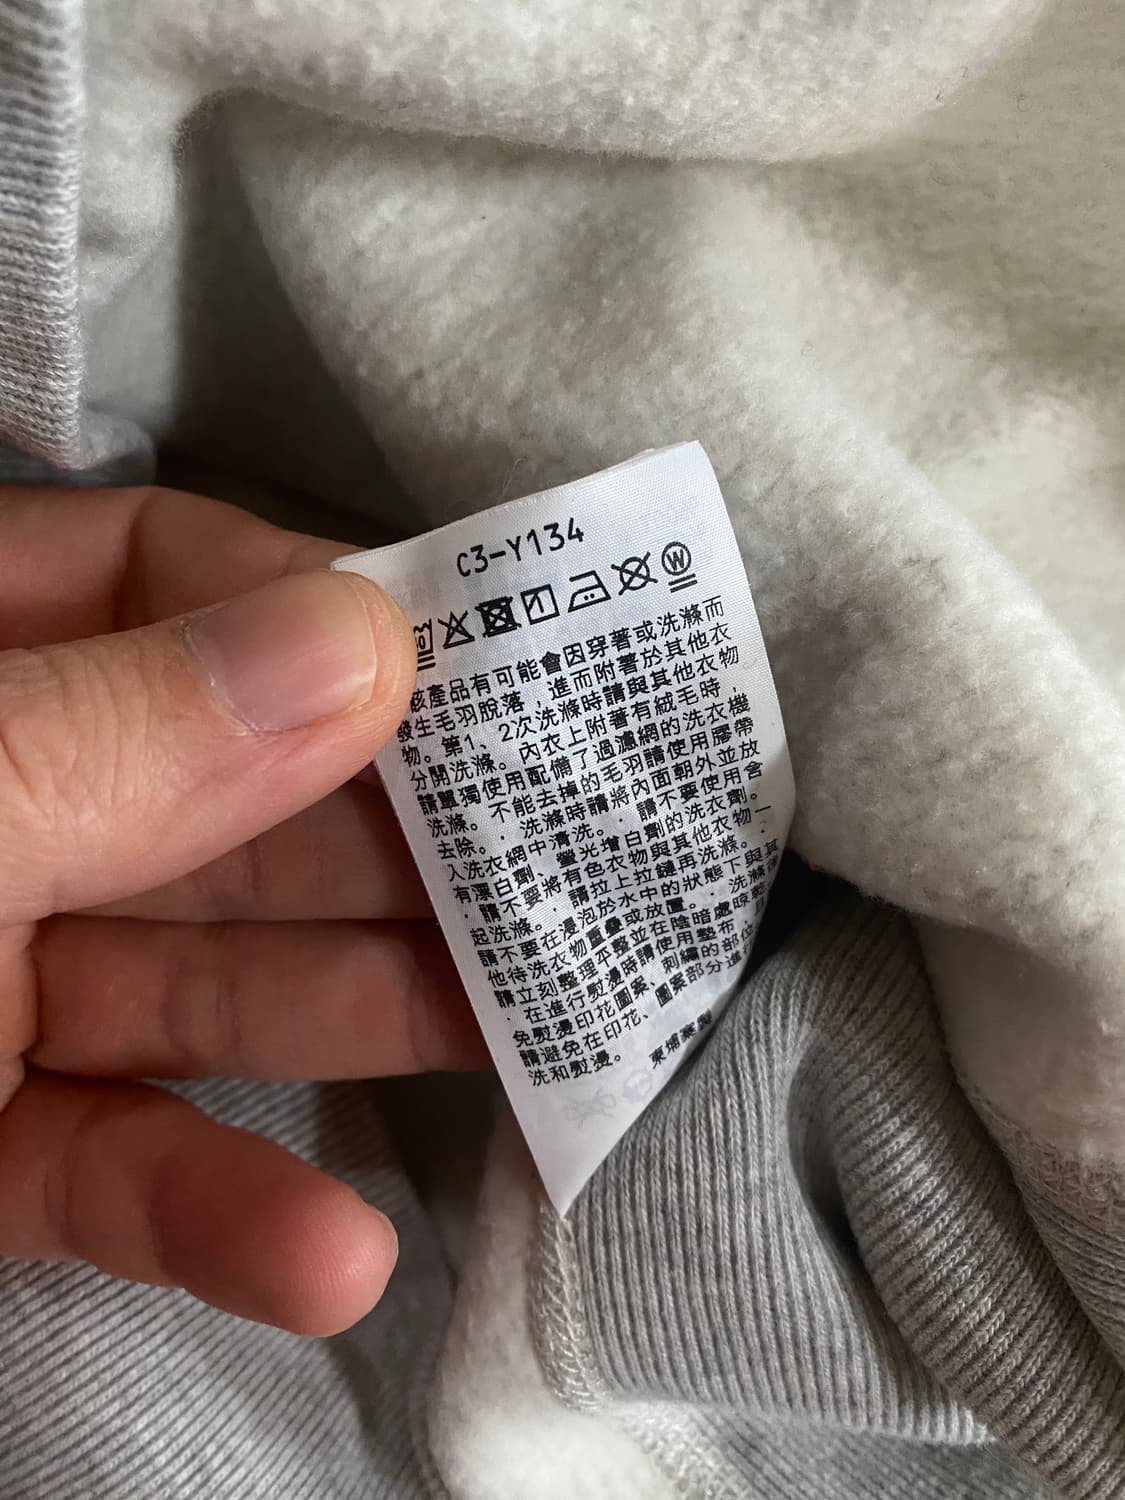 C3-Y134
W
該產品有可能會因穿著或洗滌而
發生毛羽脫落，進而附著於其他衣
物。第1、2次洗滌時請與其他衣物
分開洗滌。內衣上附著有絨毛時，
請單獨使用配備了過濾網的洗衣機
洗滌。不能去掉的毛羽請使用膠帶
去除。．洗滌時請將內面朝外並放
入洗衣網中清洗。．請不要使用含
有漂白劑、螢光增白劑的洗衣劑。
．請不要將有色衣物與其他衣物一
起洗滌。．請拉上拉鏈再洗滌。．
請不要在浸泡於水中的狀態下與其
他待洗衣物重疊或放置。．洗滌後
請立刻整理平整並在陰暗處晾乾
．在進行熨燙時請使用墊布
免熨燙印花圖案、刺繡的部位
請避免在印花、圖案部分進行
洗和熨燙。
柬埔寨製